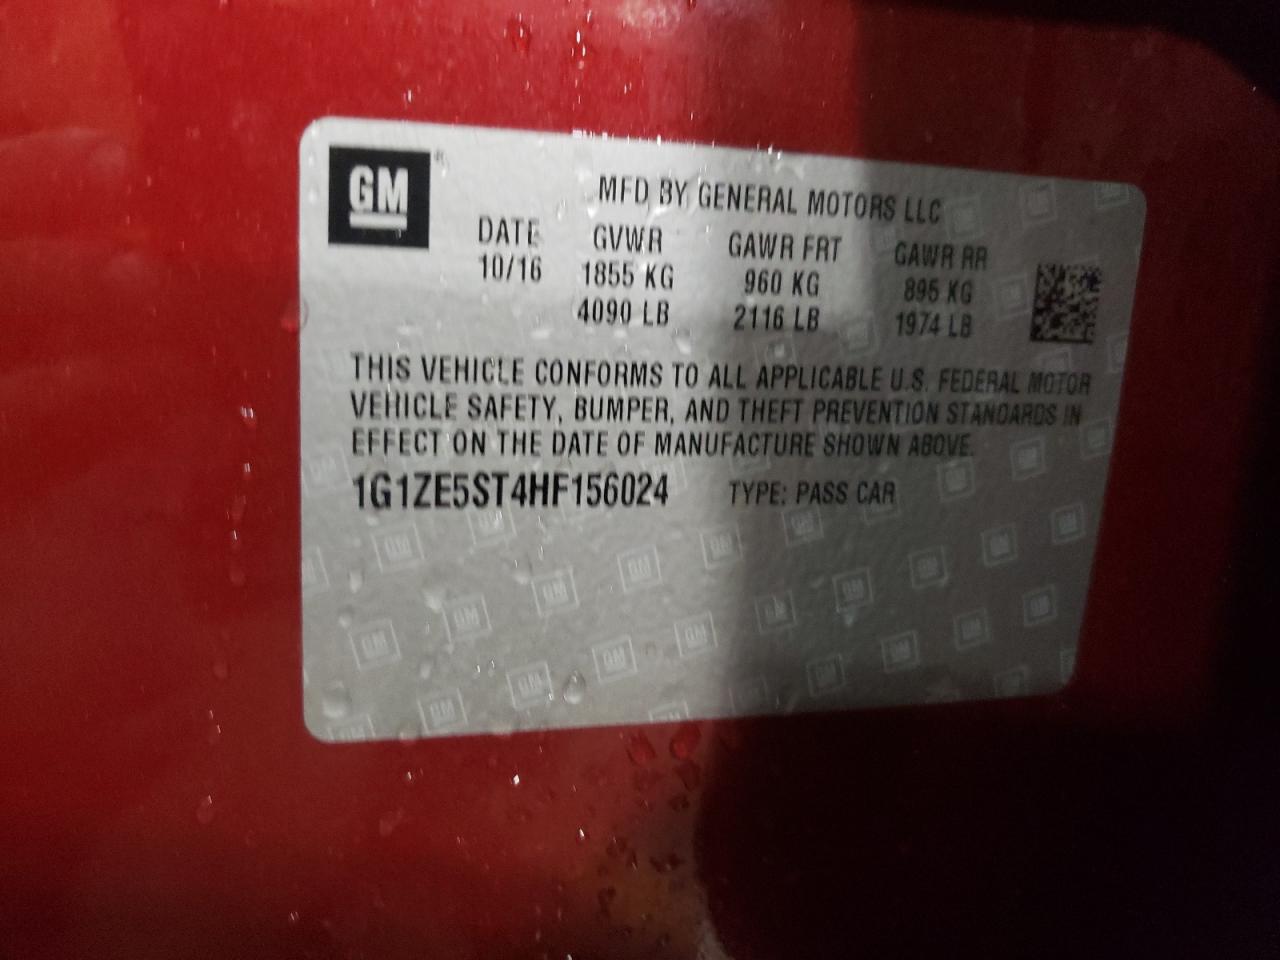 GM
MFD BY GENERAL MOTORS LLC
DATE GVWR GAWR FRT GAWR RR
10/16 1855 KG 960 KG 895 KG
4090 LB 2116 LB 1974 LB
THIS VEHICLE CONFORMS TO ALL APPLICABLE U.S. FEDERAL MOTOR
VEHICLE SAFETY, BUMPER, AND THEFT PREVENTION STANDARDS IN
EFFECT ON THE DATE OF MANUFACTURE SHOWN ABOVE.
1G1ZE5ST4HF156024 TYPE: PASS CAR